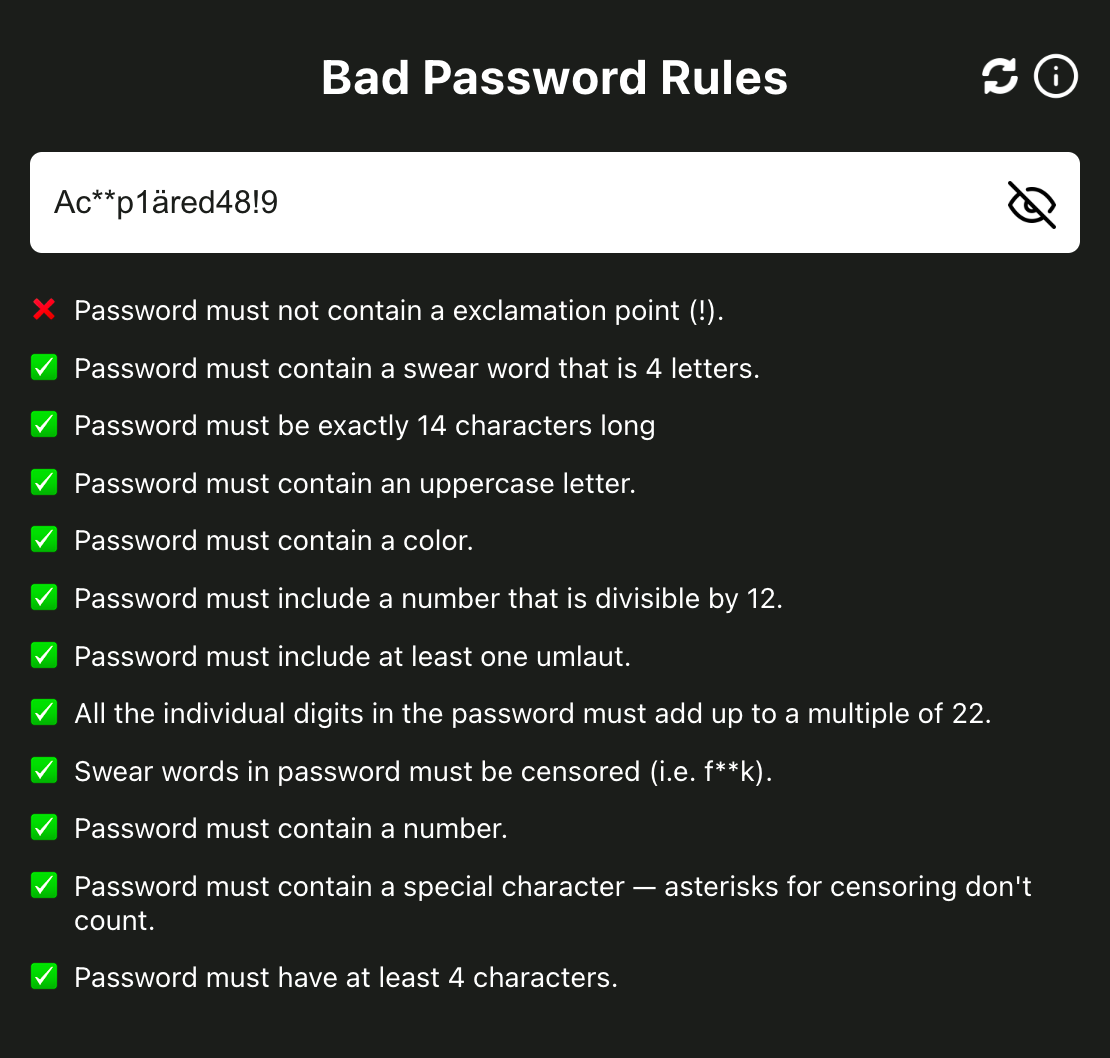 Bad Password Rules
Ac**p1äred48!9
Password must not contain a exclamation point (!).
Password must contain a swear word that is 4 letters.
Password must be exactly 14 characters long
Password must contain an uppercase letter.
Password must contain a color.
Password must include a number that is divisible by 12.
Password must include at least one umlaut.
All the individual digits in the password must add up to a multiple of 22.
Swear words in password must be censored (i.e. f**k).
Password must contain a number.
Password must contain a special character — asterisks for censoring don't
count.
Password must have at least 4 characters.